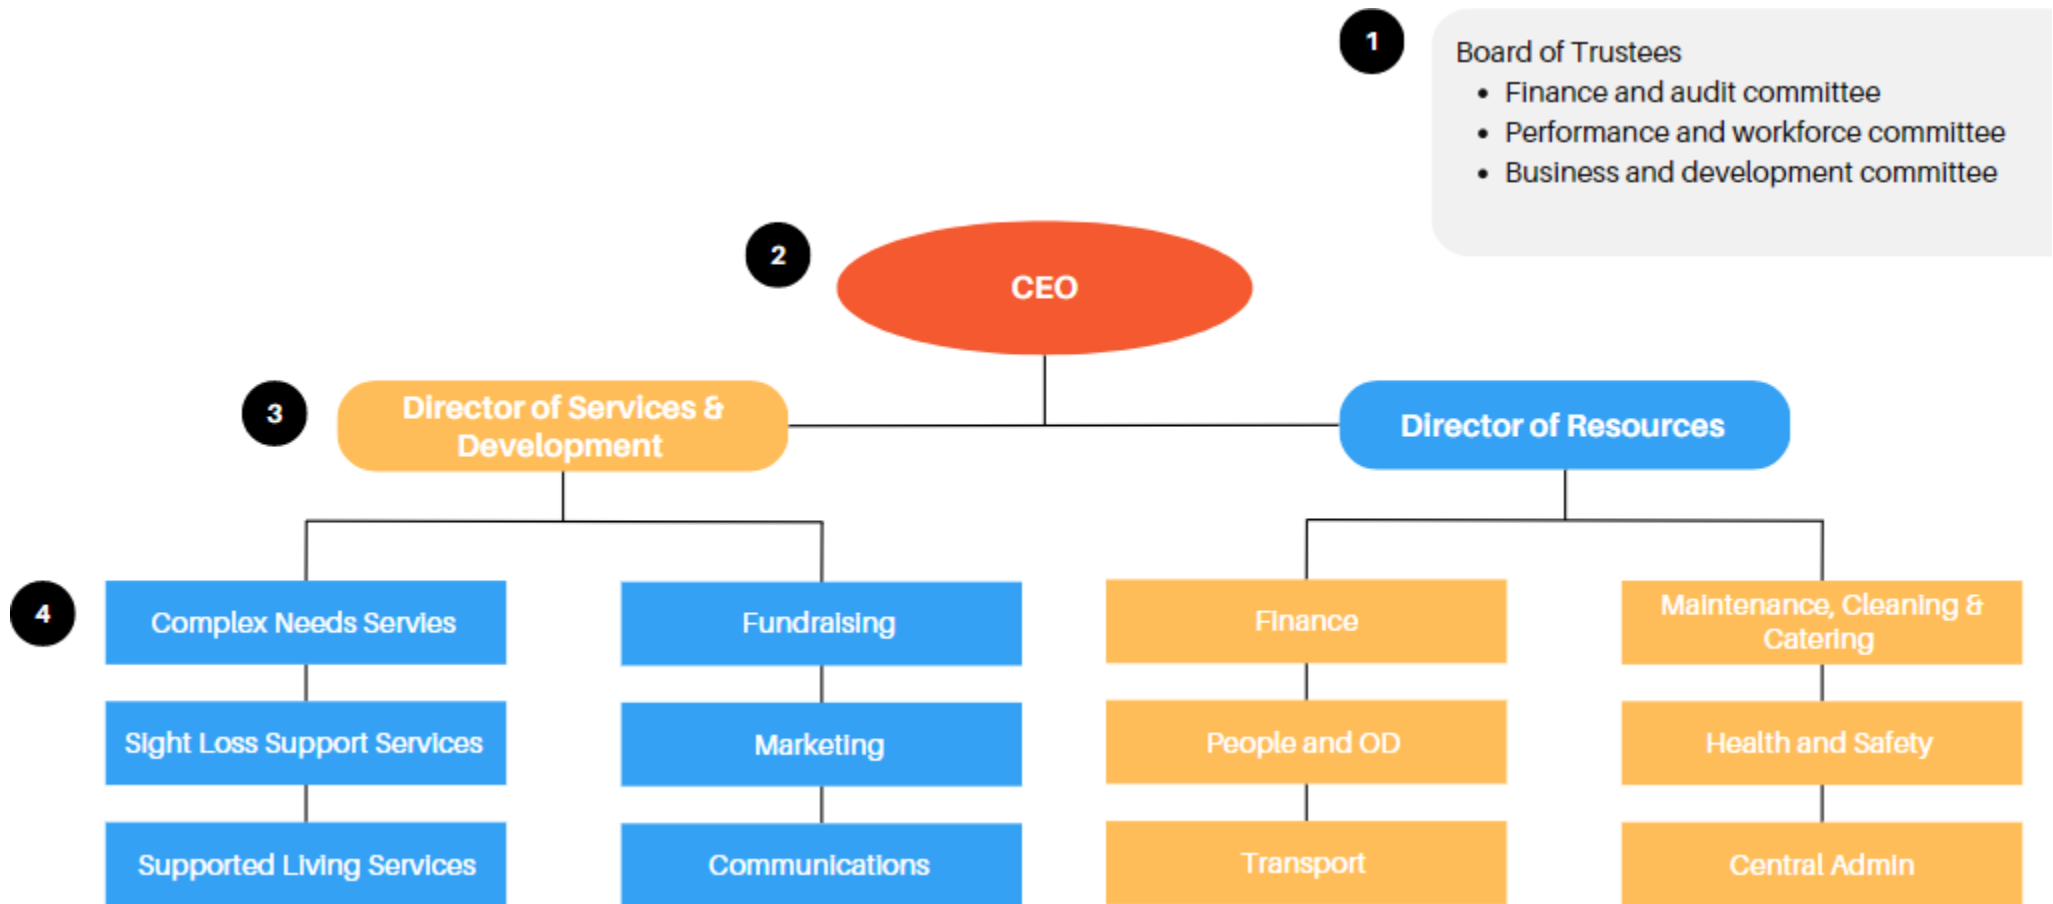 1
Board of Trustees
• Finance and audit committee
• Performance and workforce committee
• Business and development committee
2
CEO
3
Director of Services &
Development
Director of Resources
4
Complex Needs Servies
Fundraising
Finance
Maintenance, Cleaning &
Catering
Sight Loss Support Services
Marketing
People and OD
Health and Safety
Supported Living Services
Communications
Transport
Central Admin